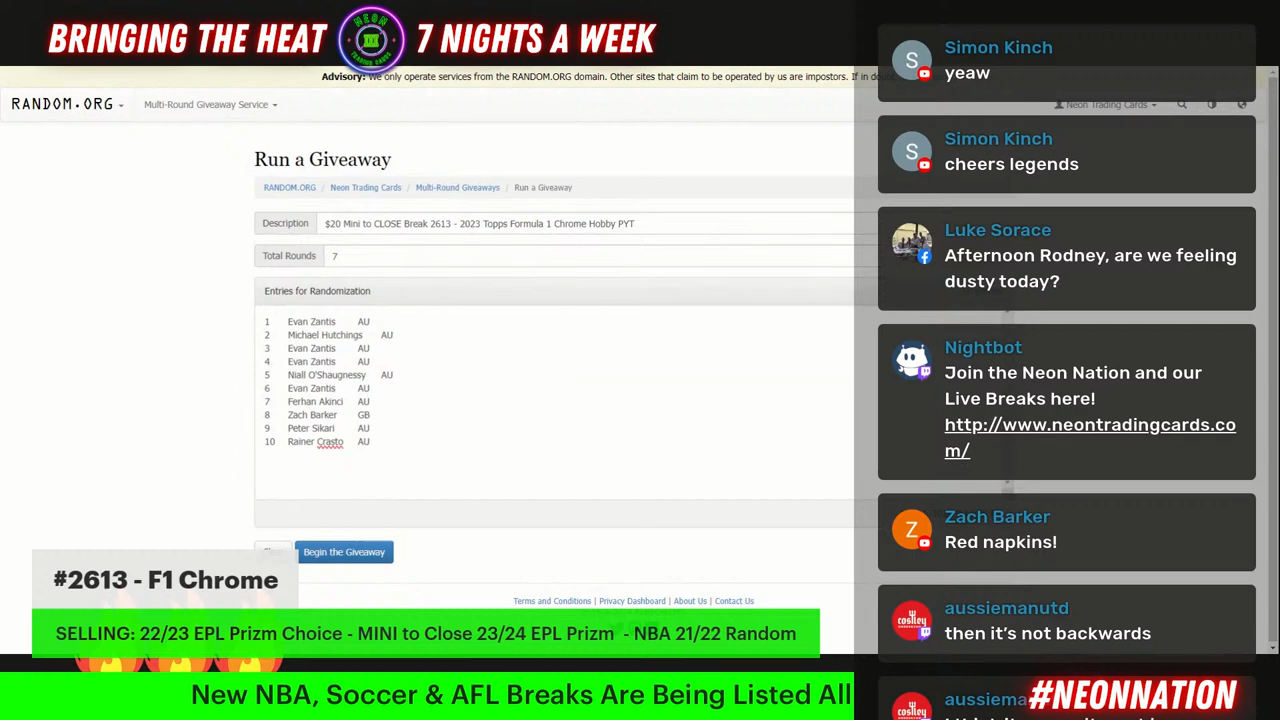 BRINGING THE HEAT
NEON
TRADING CARDS
7 NIGHTS A WEEK
Advisory: We only operate services from the RANDOM.ORG domain. Other sites that claim to be operated by us are impostors. If in
RANDOM.ORG
Multi-Round Giveaway Service
Neon Trading Cards
Run a Giveaway
RANDOM.ORG / Neon Trading Cards / Multi-Round Giveaways / Run a Giveaway
Description $20 Mini to CLOSE Break 2613 - 2023 Topps Formula 1 Chrome Hobby PYT
Total Rounds 7
Entries for Randomization
1 Evan Zantis AU
2 Michael Hutchings AU
3 Evan Zantis AU
4 Evan Zantis AU
5 Niall O'Shaugnessy AU
6 Evan Zantis AU
7 Ferhan Akinci AU
8 Zach Barker GB
9 Peter Sikari AU
10 Rainer Crasto AU
Begin the Giveaway
Terms and Conditions | Privacy Dashboard | About Us | Contact Us
#2613 - F1 Chrome
SELLING: 22/23 EPL Prizm Choice - MINI to Close 23/24 EPL Prizm - NBA 21/22 Random
New NBA, Soccer & AFL Breaks Are Being Listed All
S
Simon Kinch
yeaw
S
Simon Kinch
cheers legends
Luke Sorace
Afternoon Rodney, are we feeling
dusty today?
Nightbot
Join the Neon Nation and our
Live Breaks here!
http://www.neontradingcards.co
m/
Z
Zach Barker
Red napkins!
costley
aussiemanutd
then it's not backwards
costley
#NEONNATION